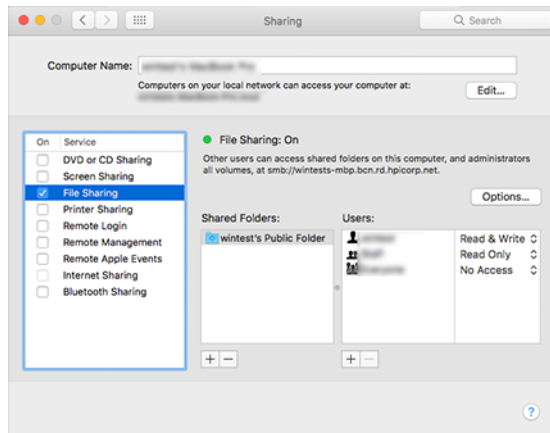 Sharing
Search
Computer Name:
Computers on your local network can access your computer at:
Edit...
On Service
DVD or CD Sharing
Screen Sharing
File Sharing
Printer Sharing
Remote Login
Remote Management
Remote Apple Events
Internet Sharing
Bluetooth Sharing
File Sharing: On
Other users can access shared folders on this computer, and administrators
all volumes, at smb://wintests-mbp.bcn.rd.hpicorp.net.
Options...
Shared Folders:
wintest's Public Folder
Users:
Read & Write
Read Only
No Access
+ −
+ −
?